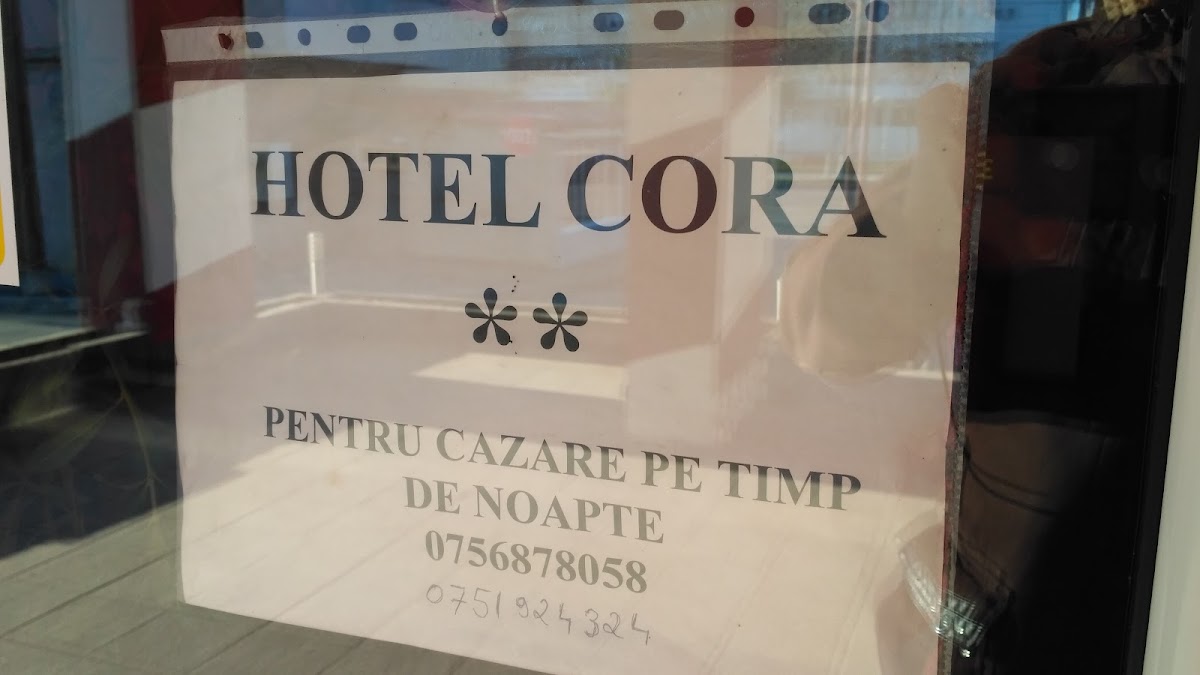 HOTEL CORA
**
PENTRU CAZARE PE TIMP
DE NOAPTE
0756878058
0751924324